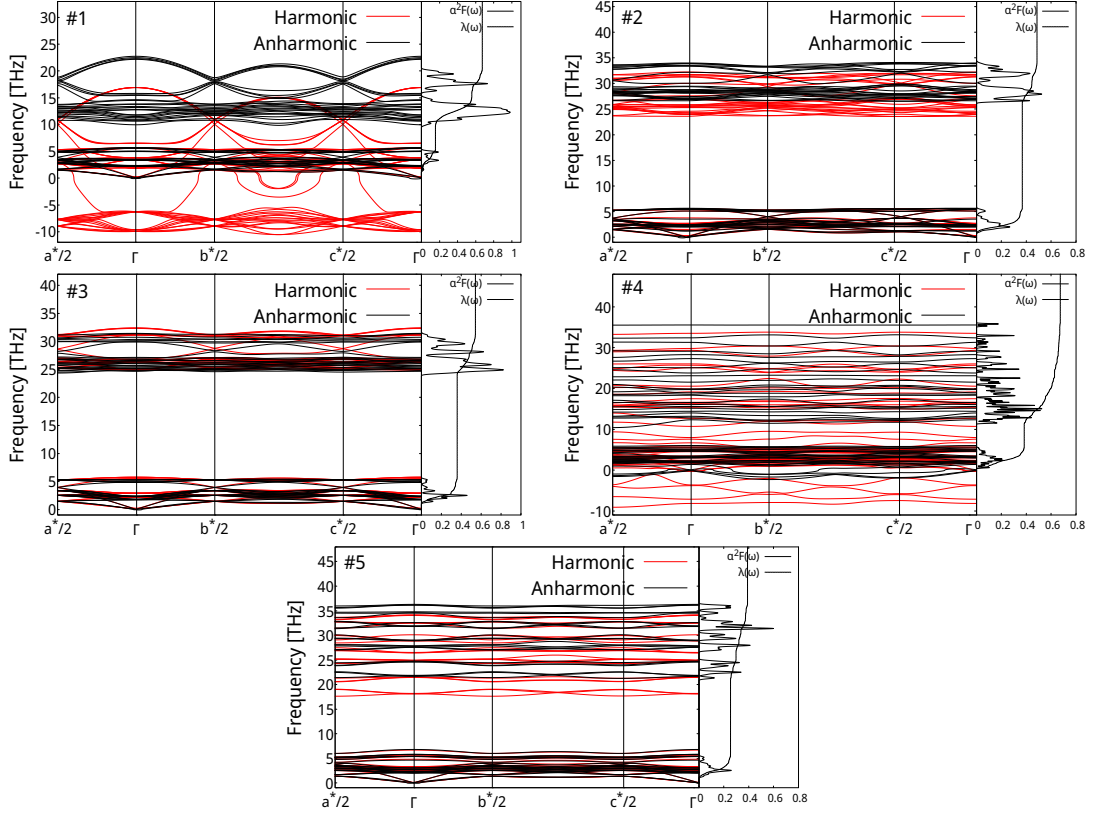 #1
Harmonic
Anharmonic
Frequency [THz]
30
25
20
15
10
5
0
-5
-10
a*/2 Γ b*/2 c*/2 Γ
α²F(ω)
λ(ω)
0 0.2 0.4 0.6 0.8 1
#2
Harmonic
Anharmonic
Frequency [THz]
45
40
35
30
25
20
15
10
5
0
a*/2 Γ b*/2 c*/2 Γ
α²F(ω)
λ(ω)
0 0.2 0.4 0.6 0.8
#3
Harmonic
Anharmonic
Frequency [THz]
40
35
30
25
20
15
10
5
0
a*/2 Γ b*/2 c*/2 Γ
α²F(ω)
λ(ω)
0 0.2 0.4 0.6 0.8 1
#4
Harmonic
Anharmonic
Frequency [THz]
40
30
20
10
0
-10
a*/2 Γ b*/2 c*/2 Γ
α²F(ω)
λ(ω)
0 0.2 0.4 0.6 0.8
#5
Harmonic
Anharmonic
Frequency [THz]
45
40
35
30
25
20
15
10
5
0
a*/2 Γ b*/2 c*/2 Γ
α²F(ω)
λ(ω)
0 0.2 0.4 0.6 0.8